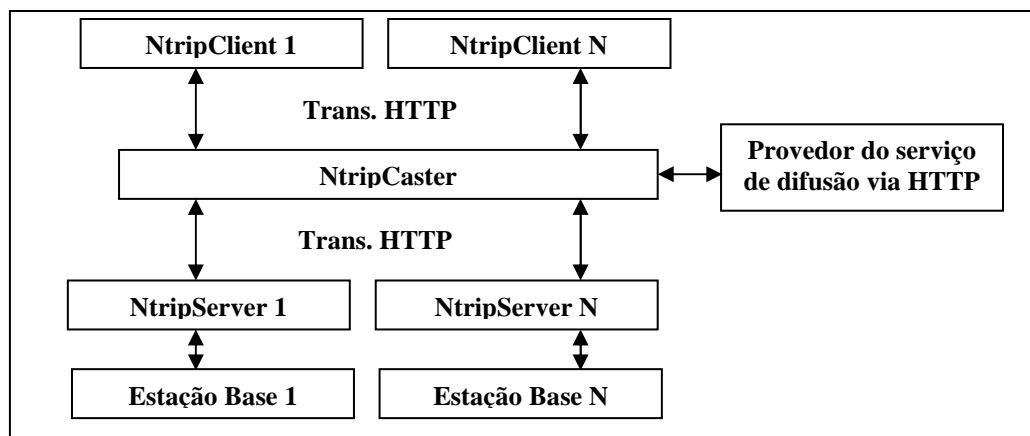 NtripClient 1
NtripClient N
Trans. HTTP
NtripCaster
Provedor do serviço
de difusão via HTTP
Trans. HTTP
NtripServer 1
NtripServer N
Estação Base 1
Estação Base N